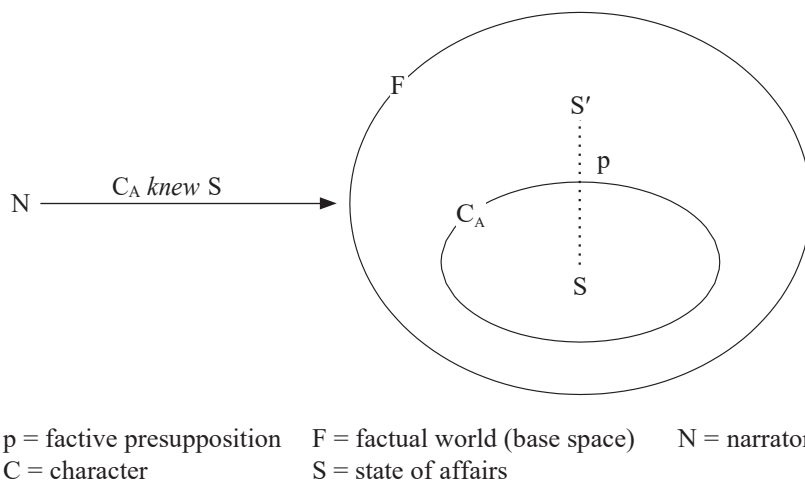 F
S′
p
C_A knew S
N
C_A
S
p = factive presupposition F = factual world (base space) N = narrator
C = character S = state of affairs